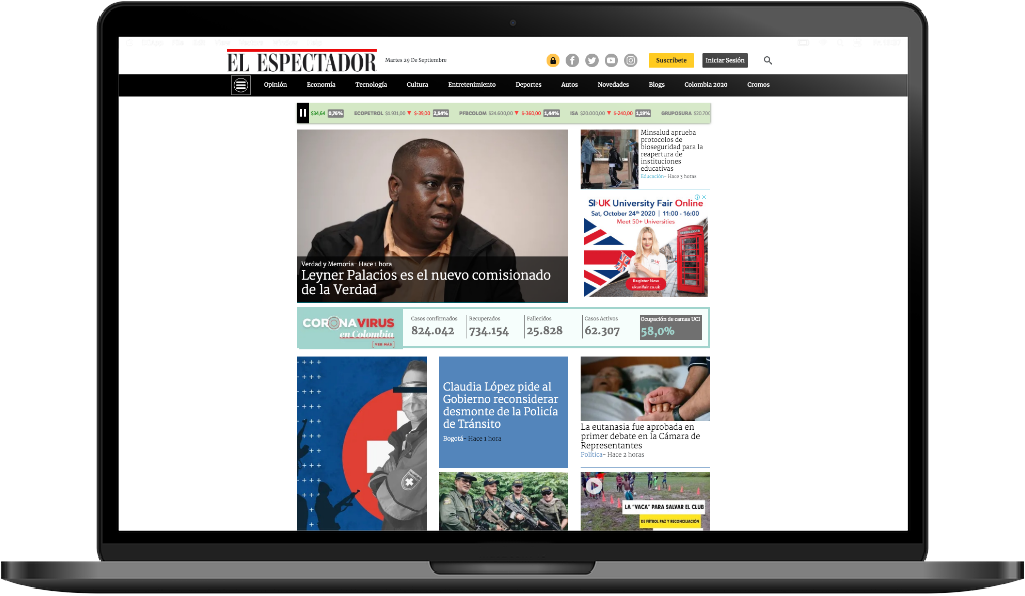 EL ESPECTADOR
Martes 29 De Septiembre
Suscríbete
Iniciar Sesión
Opinión Economía Tecnología Cultura Entretenimiento Deportes Autos Novedades Blogs Colombia 2020 Cromos
ECOPETROL
PFBCOLOM
ISA
GRUPOSURA
Verdad y Memoria- Hace 1 hora
Leyner Palacios es el nuevo comisionado
de la Verdad
Minsalud aprueba
protocolos de
bioseguridad para la
reapertura de
instituciones
educativas
Educación- Hace 3 horas
SI-UK University Fair Online
Sat, October 24th 2020 | 11:00 - 16:00
Meet 50+ Universities
Register Now
sikunifair.co.uk
CORONAVIRUS
en Colombia
VER MÁS
Casos confirmados
824.042
Recuperados
734.154
Fallecidos
25.828
Casos Activos
62.307
Ocupación de camas UCI
58,0%
Claudia López pide al
Gobierno reconsiderar
desmonte de la Policía
de Tránsito
Bogotá- Hace 1 hora
La eutanasia fue aprobada en
primer debate en la Cámara de
Representantes
Política- Hace 2 horas
LA "VACA" PARA SALVAR EL CLUB
DE FÚTBOL PAZ Y RECONCILIACIÓN